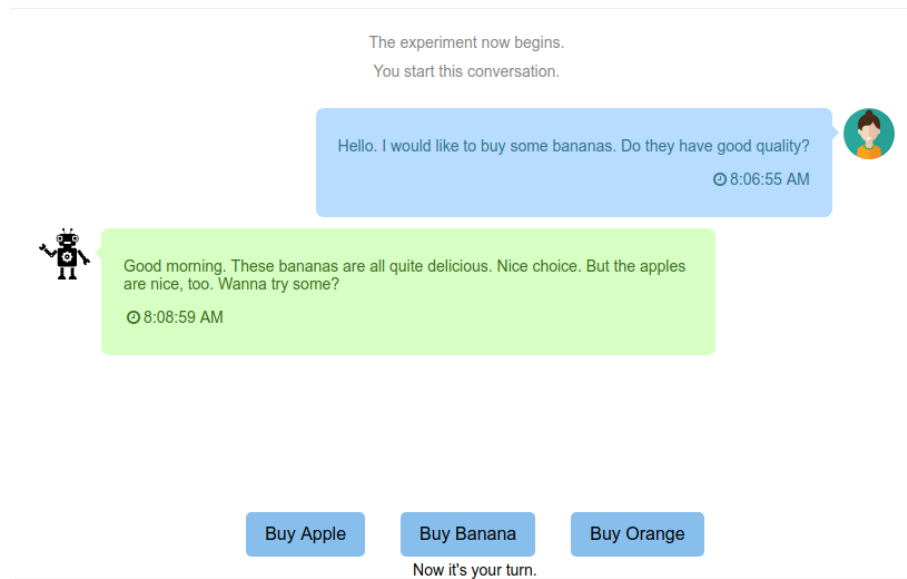 The experiment now begins.
You start this conversation.
Hello. I would like to buy some bananas. Do they have good quality?
8:06:55 AM
Good morning. These bananas are all quite delicious. Nice choice. But the apples
are nice, too. Wanna try some?
8:08:59 AM
Buy Apple
Buy Banana
Buy Orange
Now it's your turn.